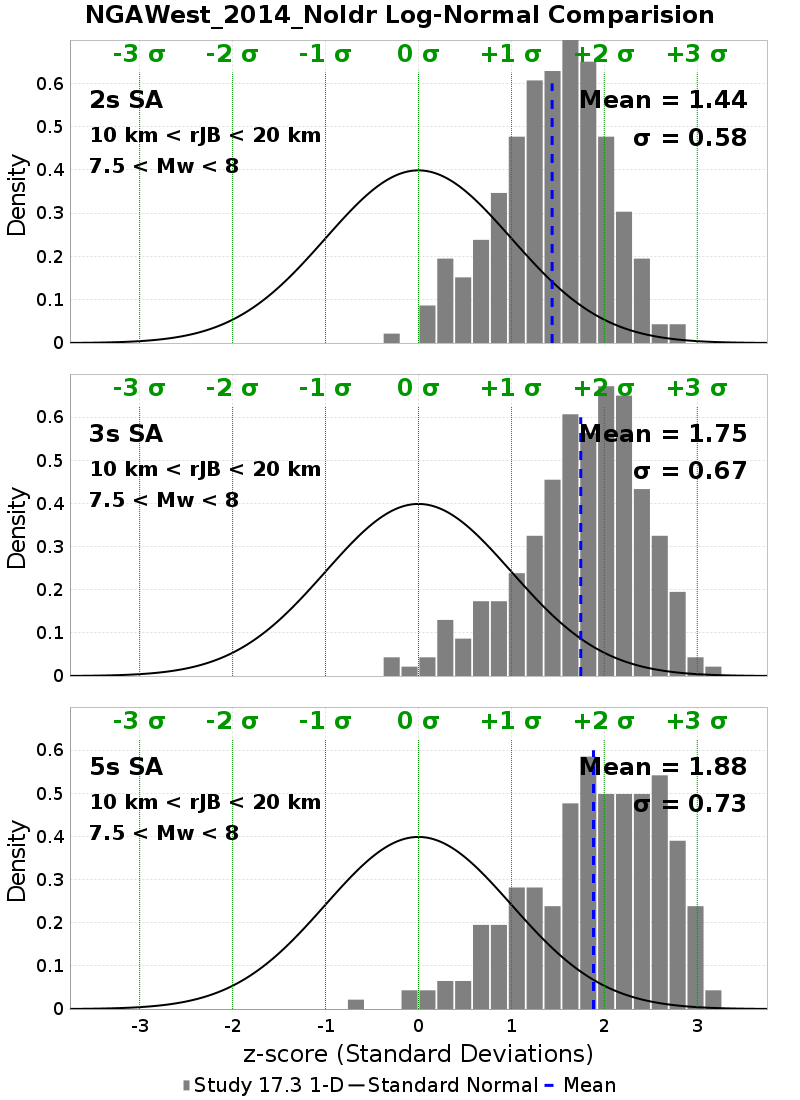 NGAWest_2014_NoIdr Log-Normal Comparision
-3 σ -2 σ -1 σ 0 σ +1 σ +2 σ +3 σ
2s SA
Mean = 1.44
10 km < rJB < 20 km
σ = 0.58
7.5 < Mw < 8
Density
0.6
0.5
0.4
0.3
0.2
0.1
0
-3 σ -2 σ -1 σ 0 σ +1 σ +2 σ +3 σ
3s SA
Mean = 1.75
10 km < rJB < 20 km
σ = 0.67
7.5 < Mw < 8
Density
0.6
0.5
0.4
0.3
0.2
0.1
0
-3 σ -2 σ -1 σ 0 σ +1 σ +2 σ +3 σ
5s SA
Mean = 1.88
10 km < rJB < 20 km
σ = 0.73
7.5 < Mw < 8
Density
0.6
0.5
0.4
0.3
0.2
0.1
0
-3 -2 -1 0 1 2 3
z-score (Standard Deviations)
Study 17.3 1-D Standard Normal Mean